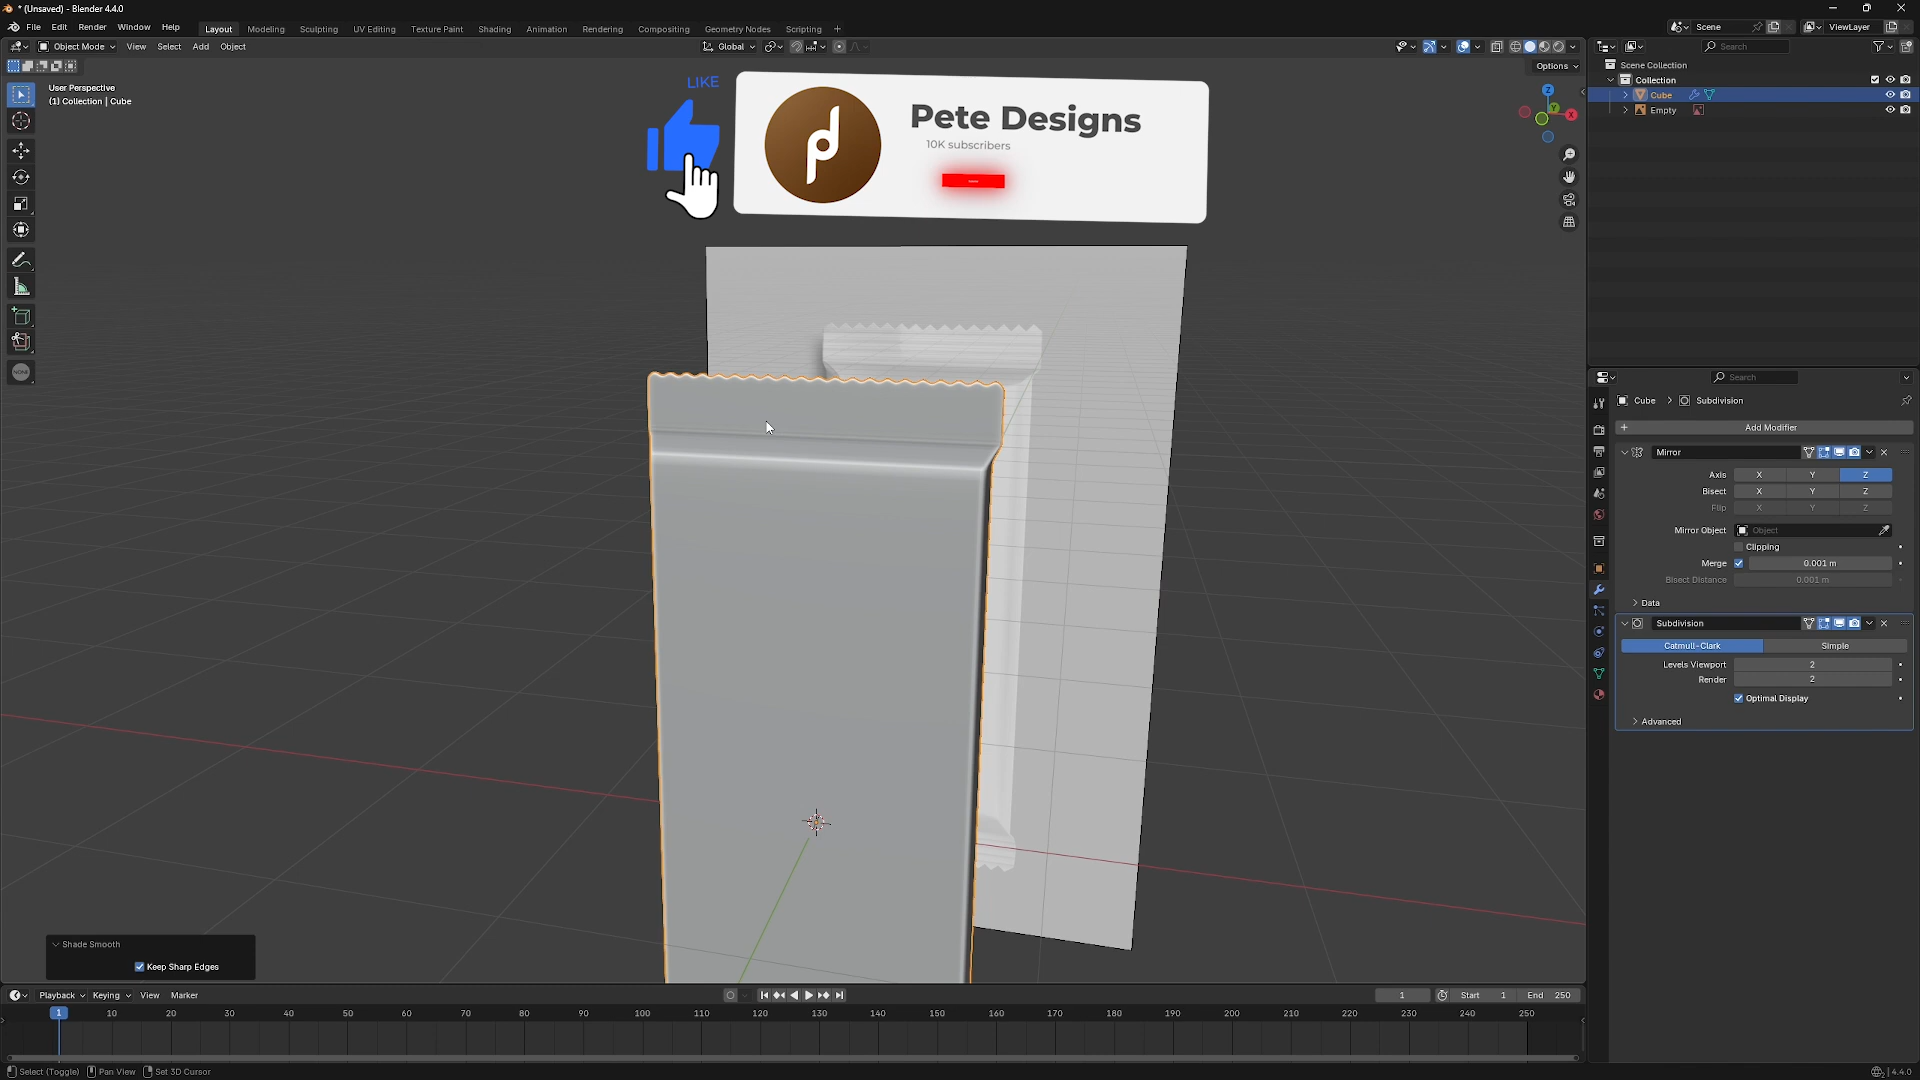 * (Unsaved) - Blender 4.4.0
File Edit Render Window Help Layout Modeling Sculpting UV Editing Texture Paint Shading Animation Rendering Compositing Geometry Nodes Scripting + Scene ViewLayer
Object Mode View Select Add Object Global Search
Options
User Perspective
(1) Collection | Cube
LIKE
Pete Designs
10K subscribers
Z
Y
X
NONE
Scene Collection
Collection
Cube
Empty
Search
Cube > Subdivision
+ Add Modifier
Mirror
Axis X Y Z
Bisect X Y Z
Flip X Y Z
Mirror Object Object
Clipping
Merge 0.001 m
Bisect Distance 0.001 m
Data
Subdivision
Catmull-Clark Simple
Levels Viewport 2
Render 2
Optimal Display
Advanced
Shade Smooth
Keep Sharp Edges
Playback Keying View Marker 1 Start 1 End 250
1 10 20 30 40 50 60 70 80 90 100 110 120 130 140 150 160 170 180 190 200 210 220 230 240 250
Select (Toggle) Pan View Set 3D Cursor 4.4.0